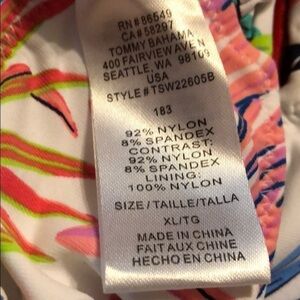 RN # 86549
CA # 58297
TOMMY BAHAMA
400 FAIRVIEW AVE N
SEATTLE, WA 98109
USA
STYLE # TSW22605B
183
92% NYLON
8% SPANDEX
CONTRAST:
92% NYLON
8% SPANDEX
LINING:
100% NYLON
SIZE/TAILLE/TALLA
XL/TG
MADE IN CHINA
FAIT AUX CHINE
HECHO EN CHINA